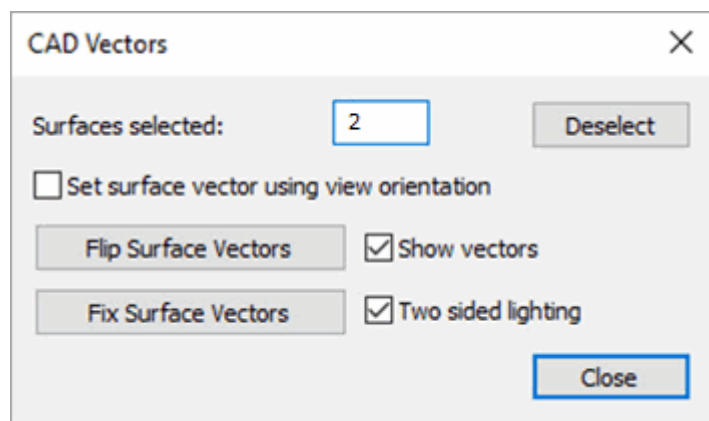 CAD Vectors
Surfaces selected: 2 Deselect
Set surface vector using view orientation
Flip Surface Vectors Show vectors
Fix Surface Vectors Two sided lighting
Close